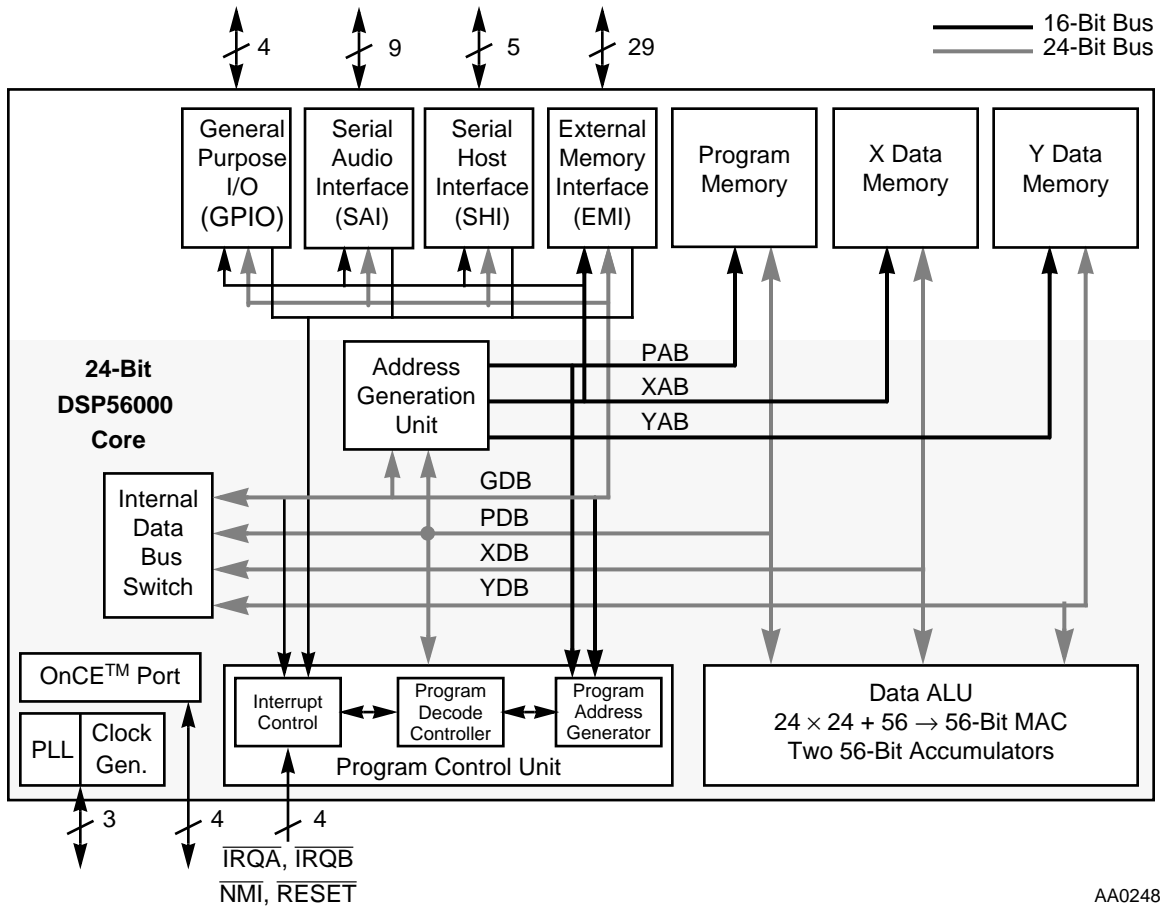 4
9
5
29
16-Bit Bus
24-Bit Bus
General
Purpose
I/O
(GPIO)
Serial
Audio
Interface
(SAI)
Serial
Host
Interface
(SHI)
External
Memory
Interface
(EMI)
Program
Memory
X Data
Memory
Y Data
Memory
24-Bit
DSP56000
Core
Address
Generation
Unit
PAB
XAB
YAB
Internal
Data
Bus
Switch
GDB
PDB
XDB
YDB
OnCE™ Port
PLL
Clock
Gen.
Interrupt
Control
Program
Decode
Controller
Program
Address
Generator
Program Control Unit
Data ALU
24 × 24 + 56 → 56-Bit MAC
Two 56-Bit Accumulators
3
4
4
IRQA, IRQB
NMI, RESET
AA0248